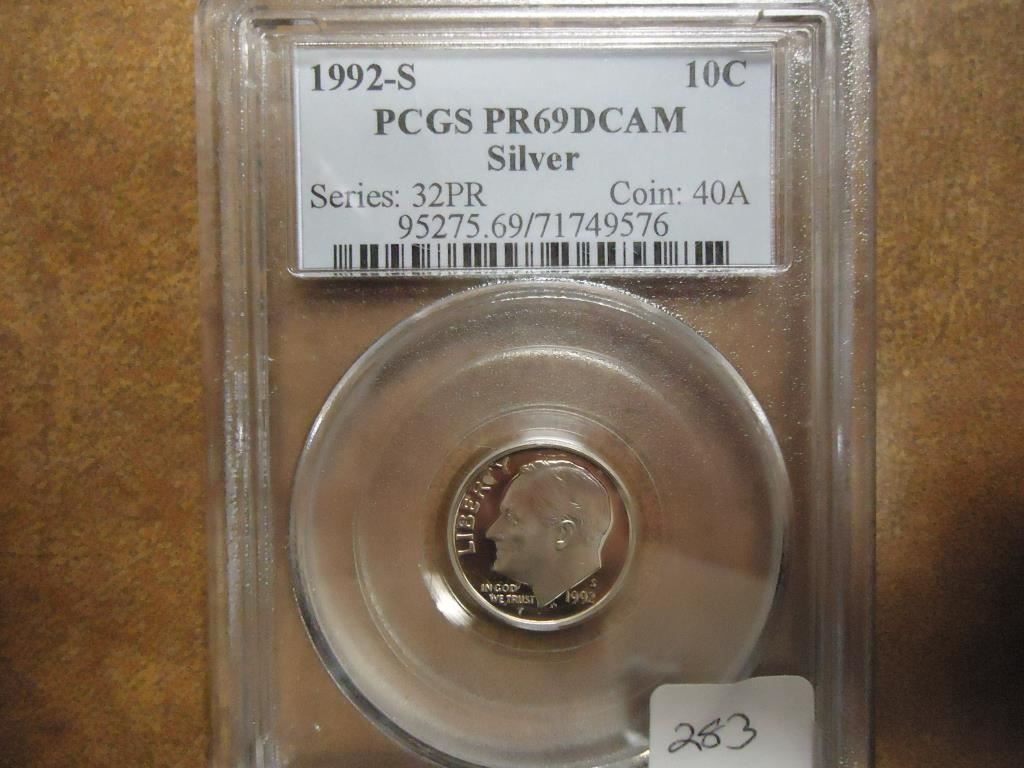 1992-S 10C
PCGS PR69DCAM
Silver
Series: 32PR Coin: 40A
95275.69/71749576
LIBERTY
IN GOD
WE TRUST
S
1992
283